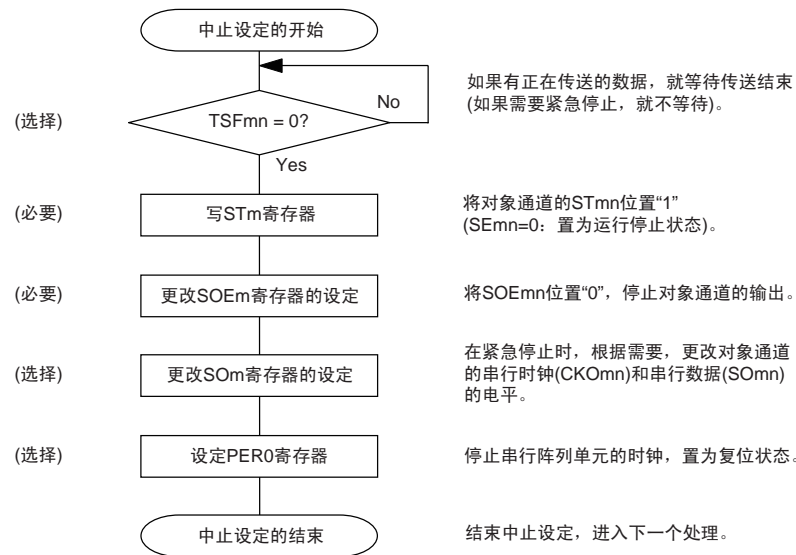 中止设定的开始
No
如果有正在传送的数据，就等待传送结束
(如果需要紧急停止，就不等待)。
(选择)
TSFmn = 0?
Yes
(必要)
写STm寄存器
将对象通道的STmn位置“1”
(SEmn=0：置为运行停止状态)。
(必要)
更改SOEm寄存器的设定
将SOEmn位置“0”，停止对象通道的输出。
(选择)
更改SOm寄存器的设定
在紧急停止时，根据需要，更改对象通道
的串行时钟(CKOmn)和串行数据(SOmn)
的电平。
(选择)
设定PER0寄存器
停止串行阵列单元的时钟，置为复位状态。
中止设定的结束
结束中止设定，进入下一个处理。